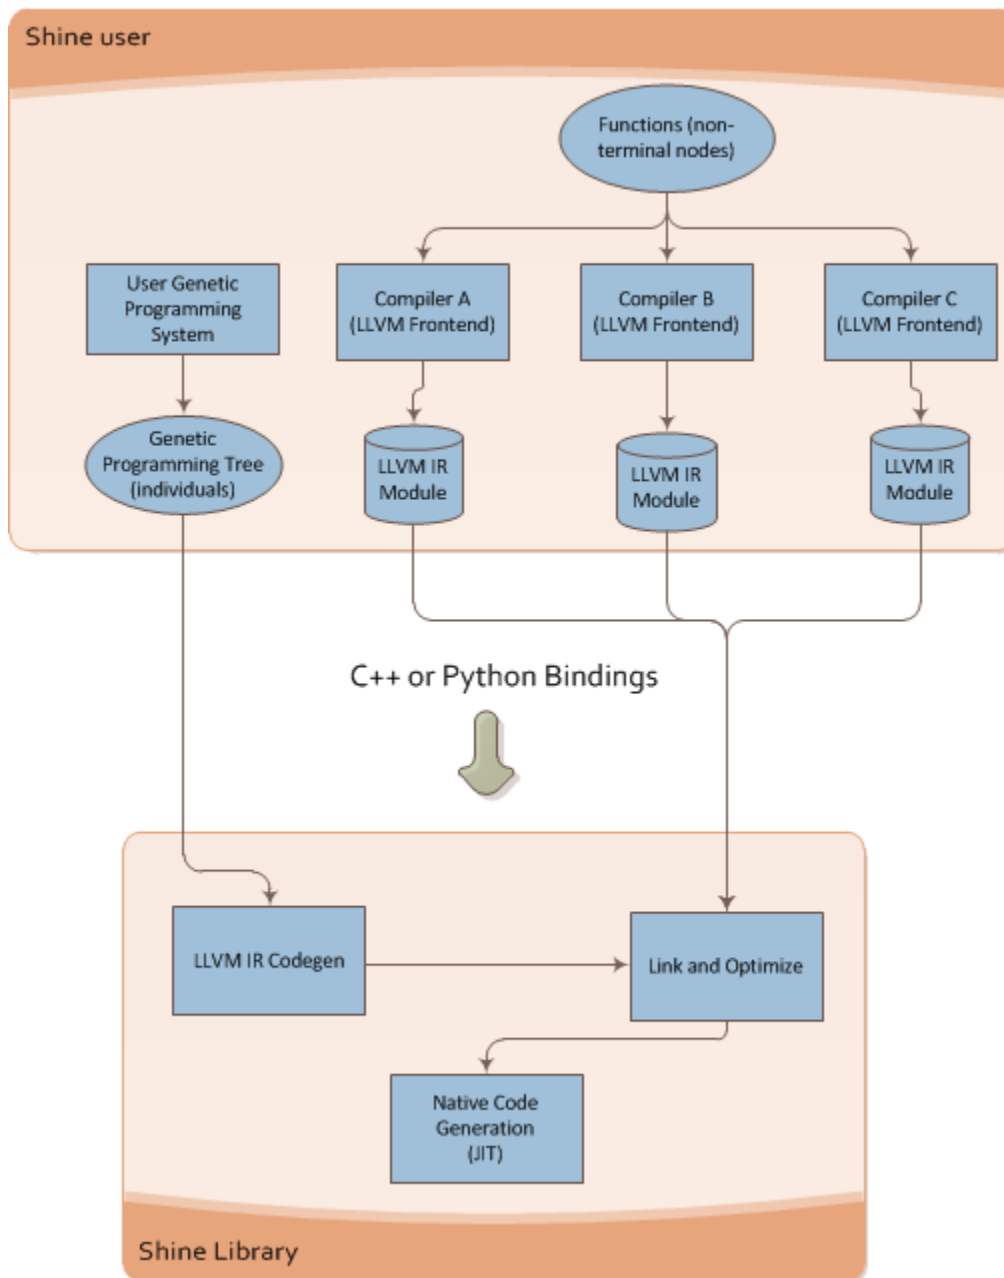 Shine user
Functions (non-
terminal nodes)
User Genetic
Programming
System
Compiler A
(LLVM Frontend)
Compiler B
(LLVM Frontend)
Compiler C
(LLVM Frontend)
Genetic
Programming Tree
(individuals)
LLVM IR
Module
LLVM IR
Module
LLVM IR
Module
C++ or Python Bindings
LLVM IR Codegen
Link and Optimize
Native Code
Generation
(JIT)
Shine Library